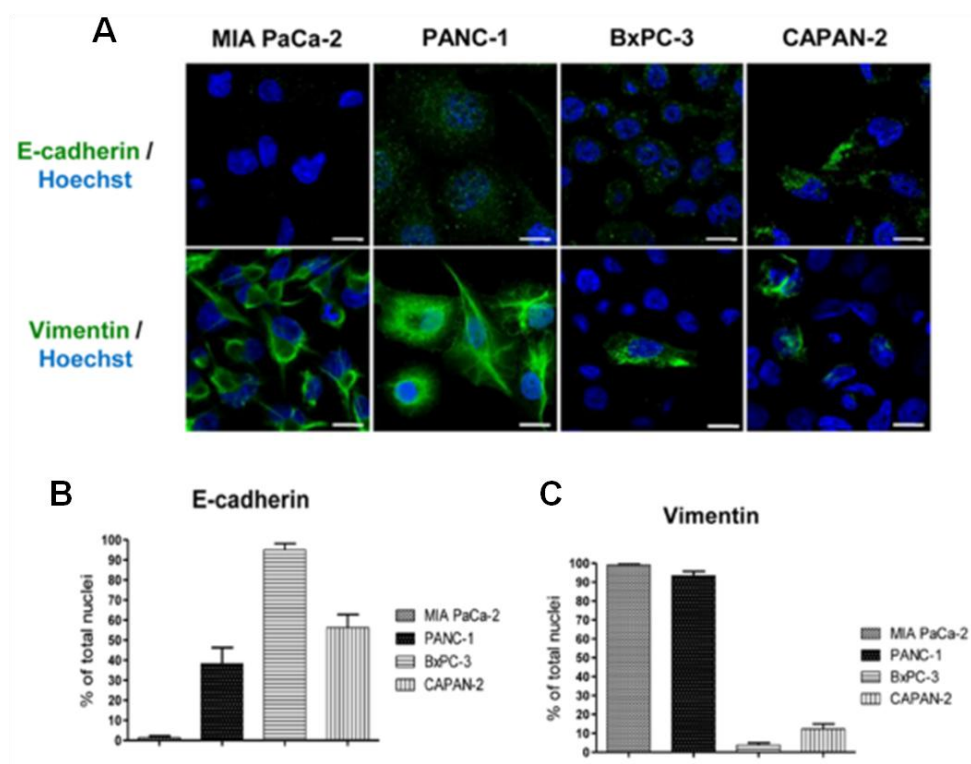 A
MIA PaCa-2 PANC-1 BxPC-3 CAPAN-2
E-cadherin /
Hoechst
Vimentin /
Hoechst
B
E-cadherin
% of total nuclei
100
90
80
70
60
50
40
30
20
10
0
MIA PaCa-2
PANC-1
BxPC-3
CAPAN-2
C
Vimentin
% of total nuclei
100
90
80
70
60
50
40
30
20
10
0
MIA PaCa-2
PANC-1
BxPC-3
CAPAN-2